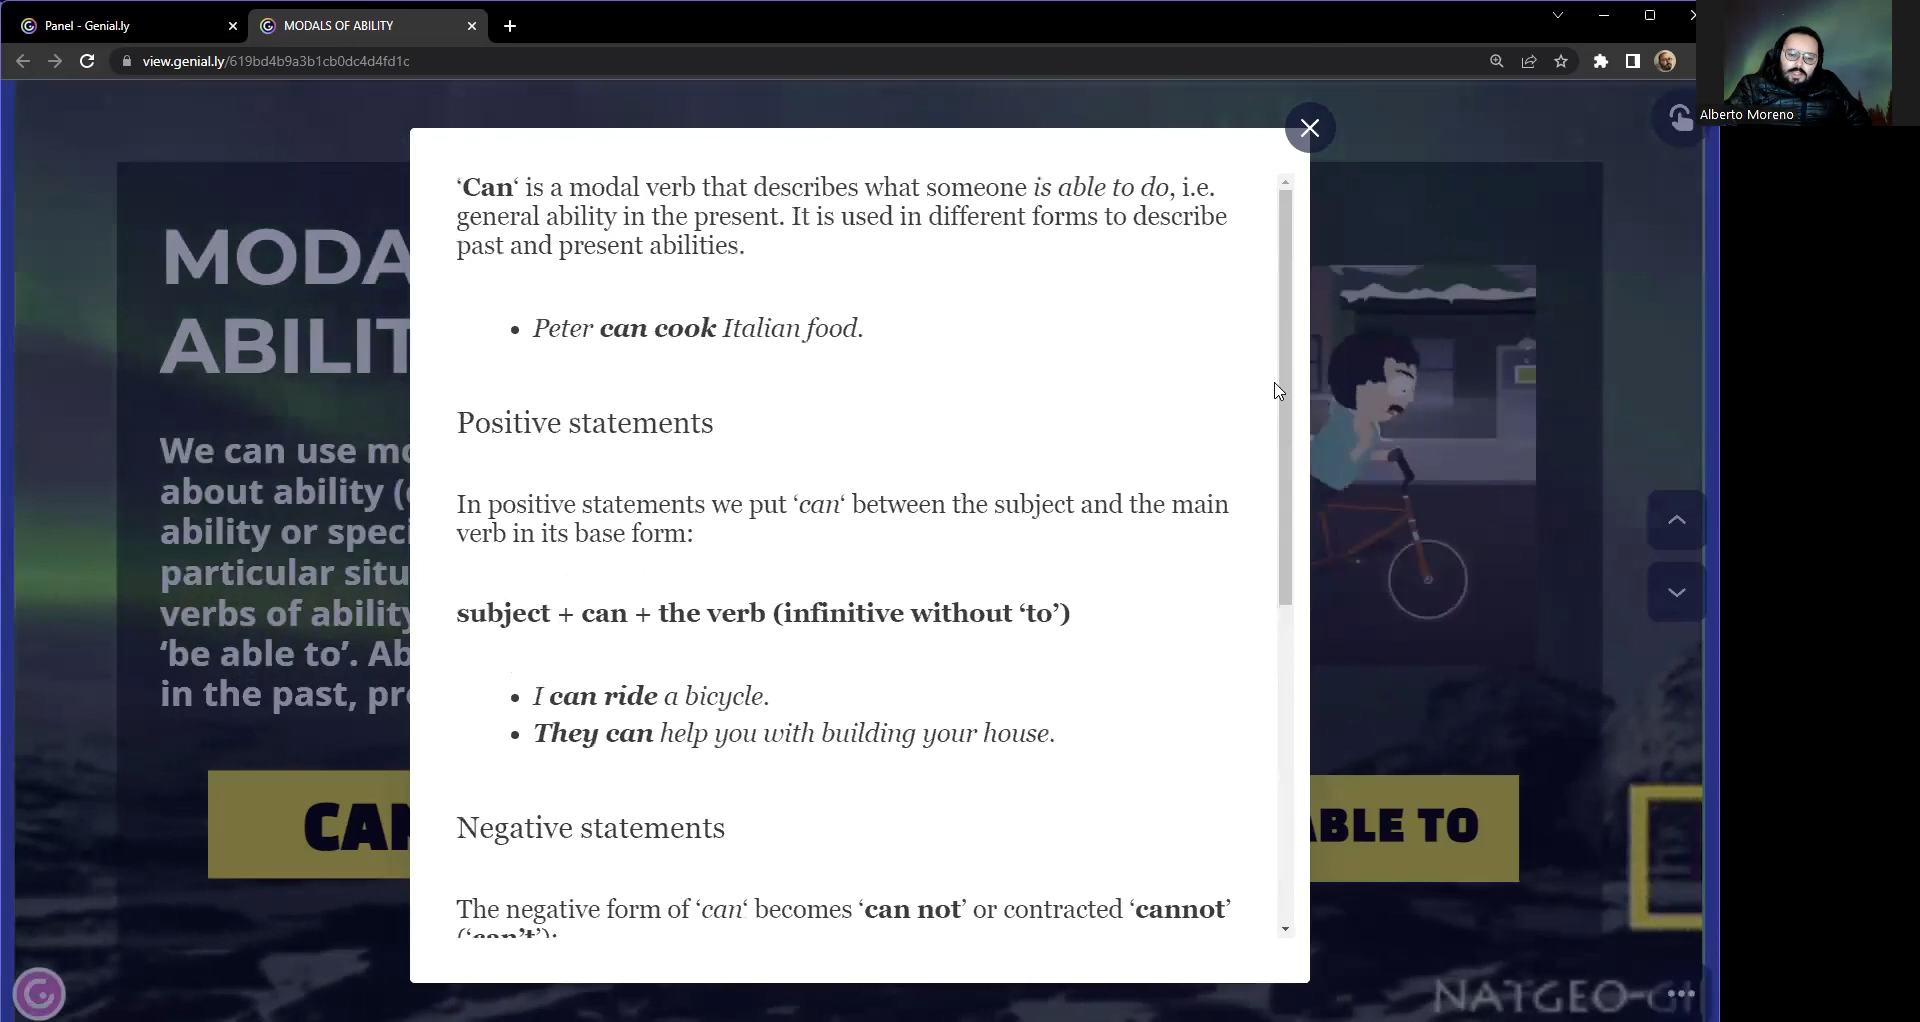 Panel - Genial.ly
MODALS OF ABILITY
view.genial.ly/619bd4b9a3b1cb0dc4d4fd1c
Alberto Moreno
MODA
ABILIT
We can use mo
about ability (
ability or speci
particular situ
verbs of ability
‘be able to’. Ab
in the past, pre
CAN
‘Can‘ is a modal verb that describes what someone is able to do, i.e.
general ability in the present. It is used in different forms to describe
past and present abilities.
• Peter can cook Italian food.
Positive statements
In positive statements we put ‘can‘ between the subject and the main
verb in its base form:
subject + can + the verb (infinitive without ‘to’)
• I can ride a bicycle.
• They can help you with building your house.
Negative statements
The negative form of ‘can‘ becomes ‘can not’ or contracted ‘cannot’
(‘can’t’):
ABLE TO
NATGEO-G